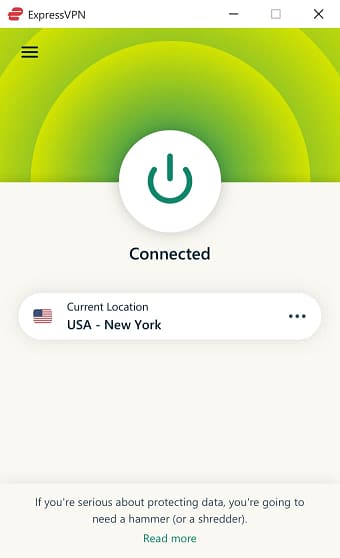 ExpressVPN
Connected
Current Location
USA - New York
If you're serious about protecting data, you're going to
need a hammer (or a shredder).
Read more